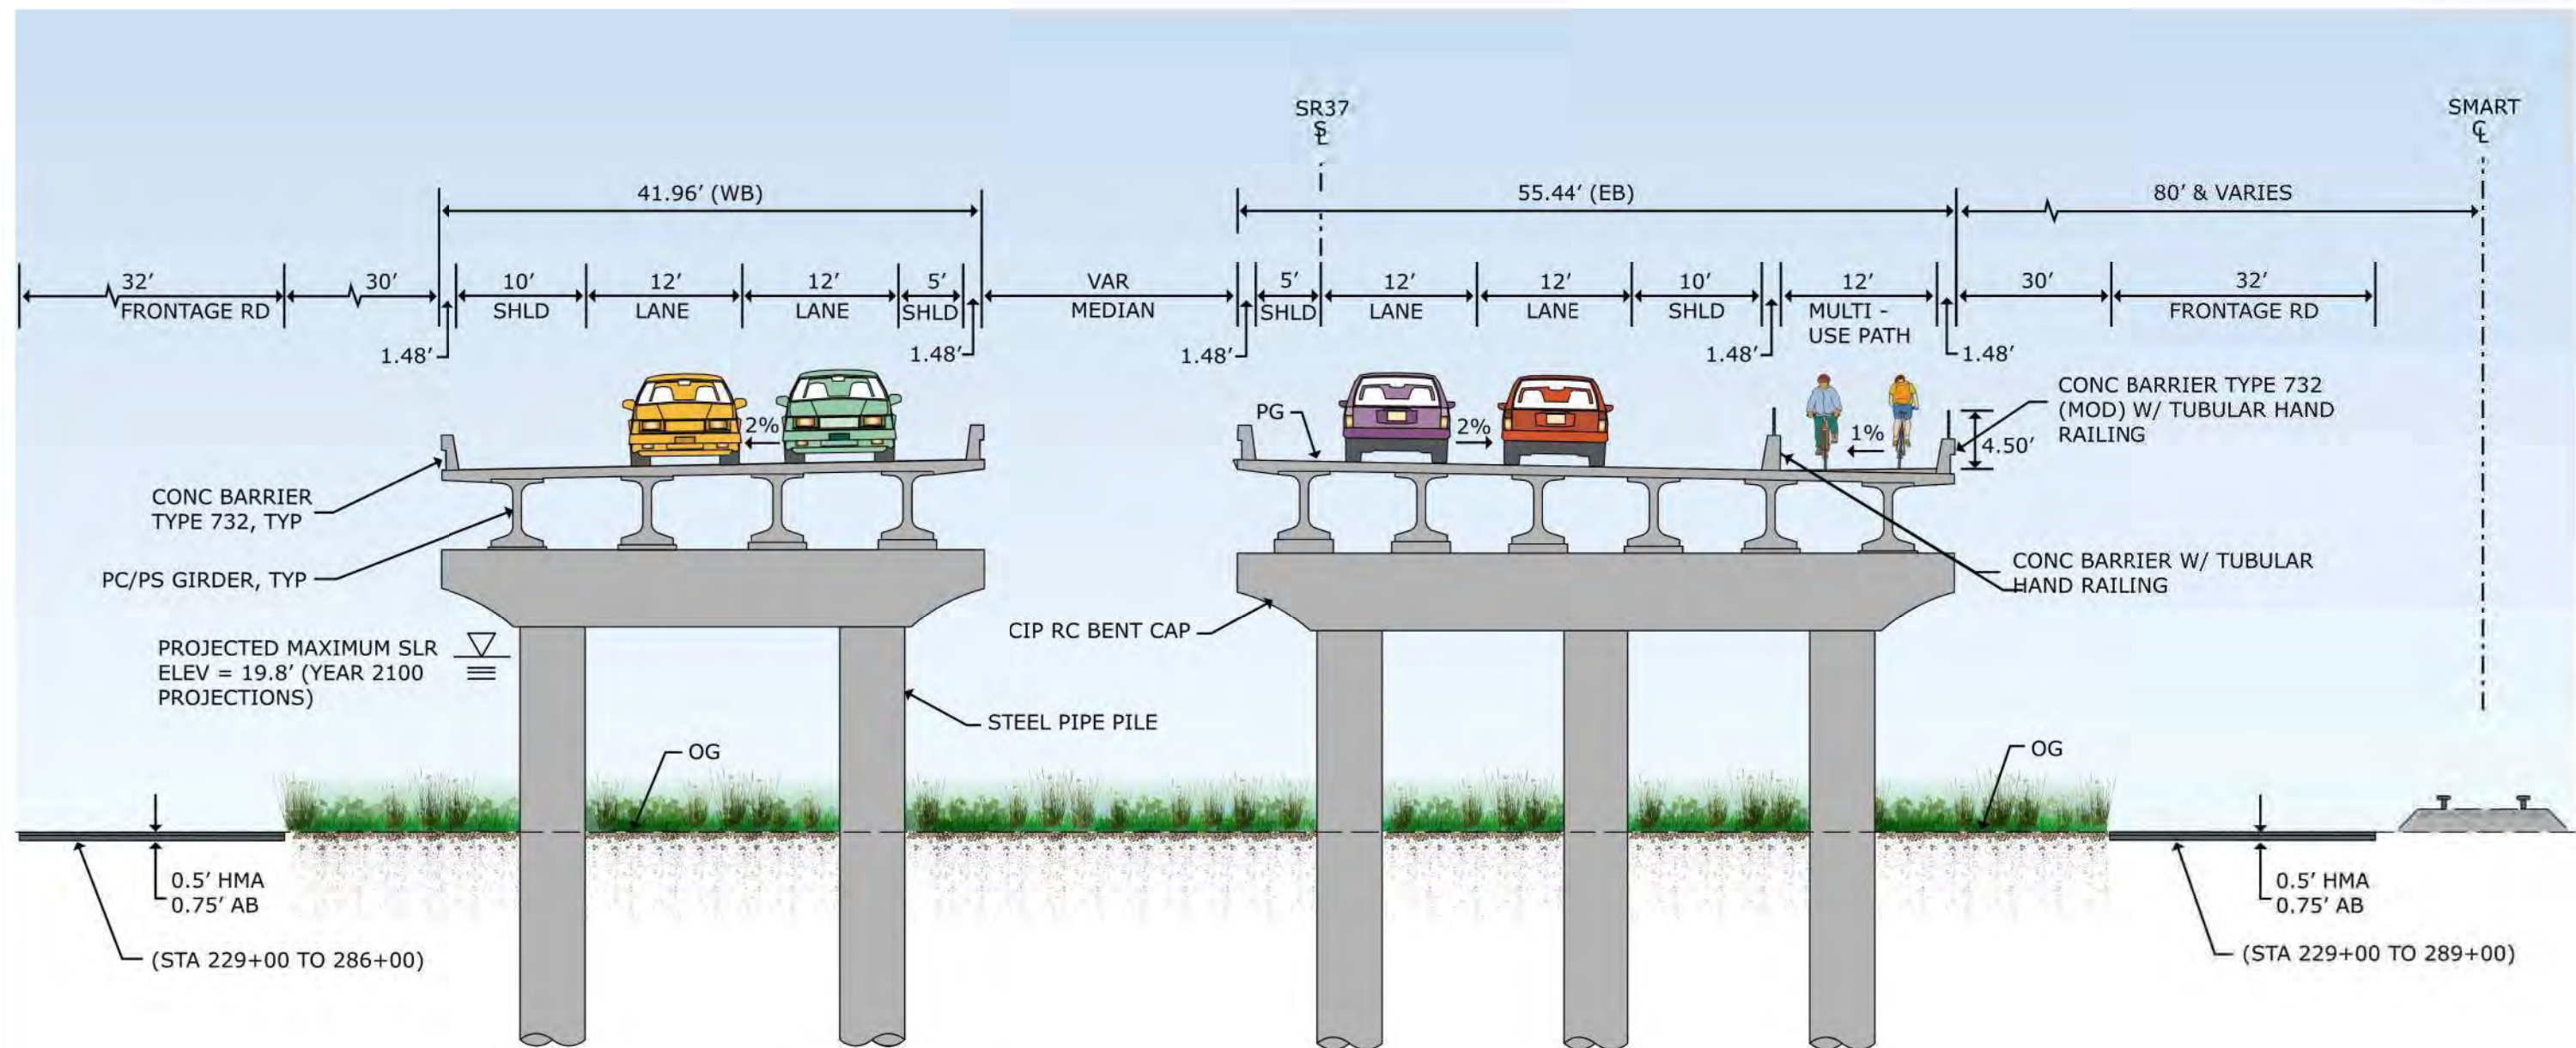 SR37
SMART
41.96′ (WB)
55.44′ (EB)
80′ & VARIES
32′
FRONTAGE RD
30′
10′
SHLD
12′
LANE
12′
LANE
5′
SHLD
VAR
MEDIAN
5′
SHLD
12′
LANE
12′
LANE
10′
SHLD
12′
MULTI -
USE PATH
30′
32′
FRONTAGE RD
1.48′
1.48′
1.48′
1.48′
1.48′
2%
PG
2%
1%
4.50′
CONC BARRIER TYPE 732
(MOD) W/ TUBULAR HAND
RAILING
CONC BARRIER
TYPE 732, TYP
PC/PS GIRDER, TYP
CONC BARRIER W/ TUBULAR
HAND RAILING
CIP RC BENT CAP
PROJECTED MAXIMUM SLR
ELEV = 19.8′ (YEAR 2100
PROJECTIONS)
STEEL PIPE PILE
OG
OG
0.5′ HMA
0.75′ AB
(STA 229+00 TO 286+00)
0.5′ HMA
0.75′ AB
(STA 229+00 TO 289+00)